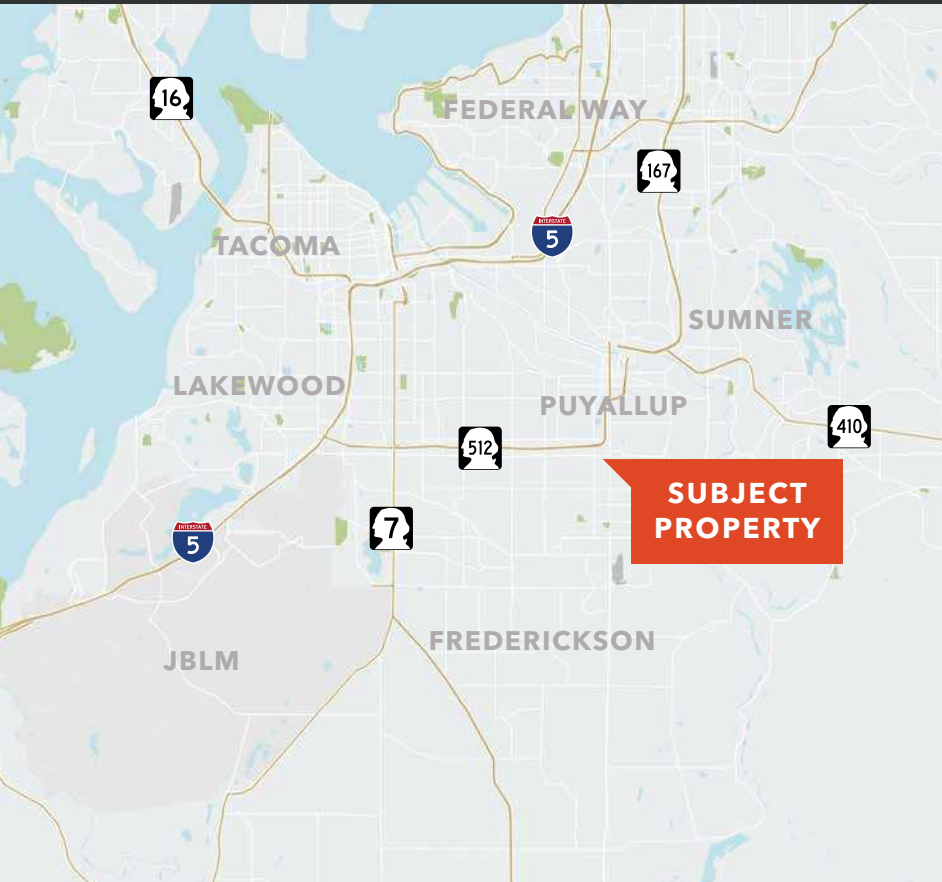 16
FEDERAL WAY
167
INTERSTATE
5
TACOMA
SUMNER
LAKEWOOD
PUYALLUP
410
512
SUBJECT
PROPERTY
7
INTERSTATE
5
FREDERICKSON
JBLM